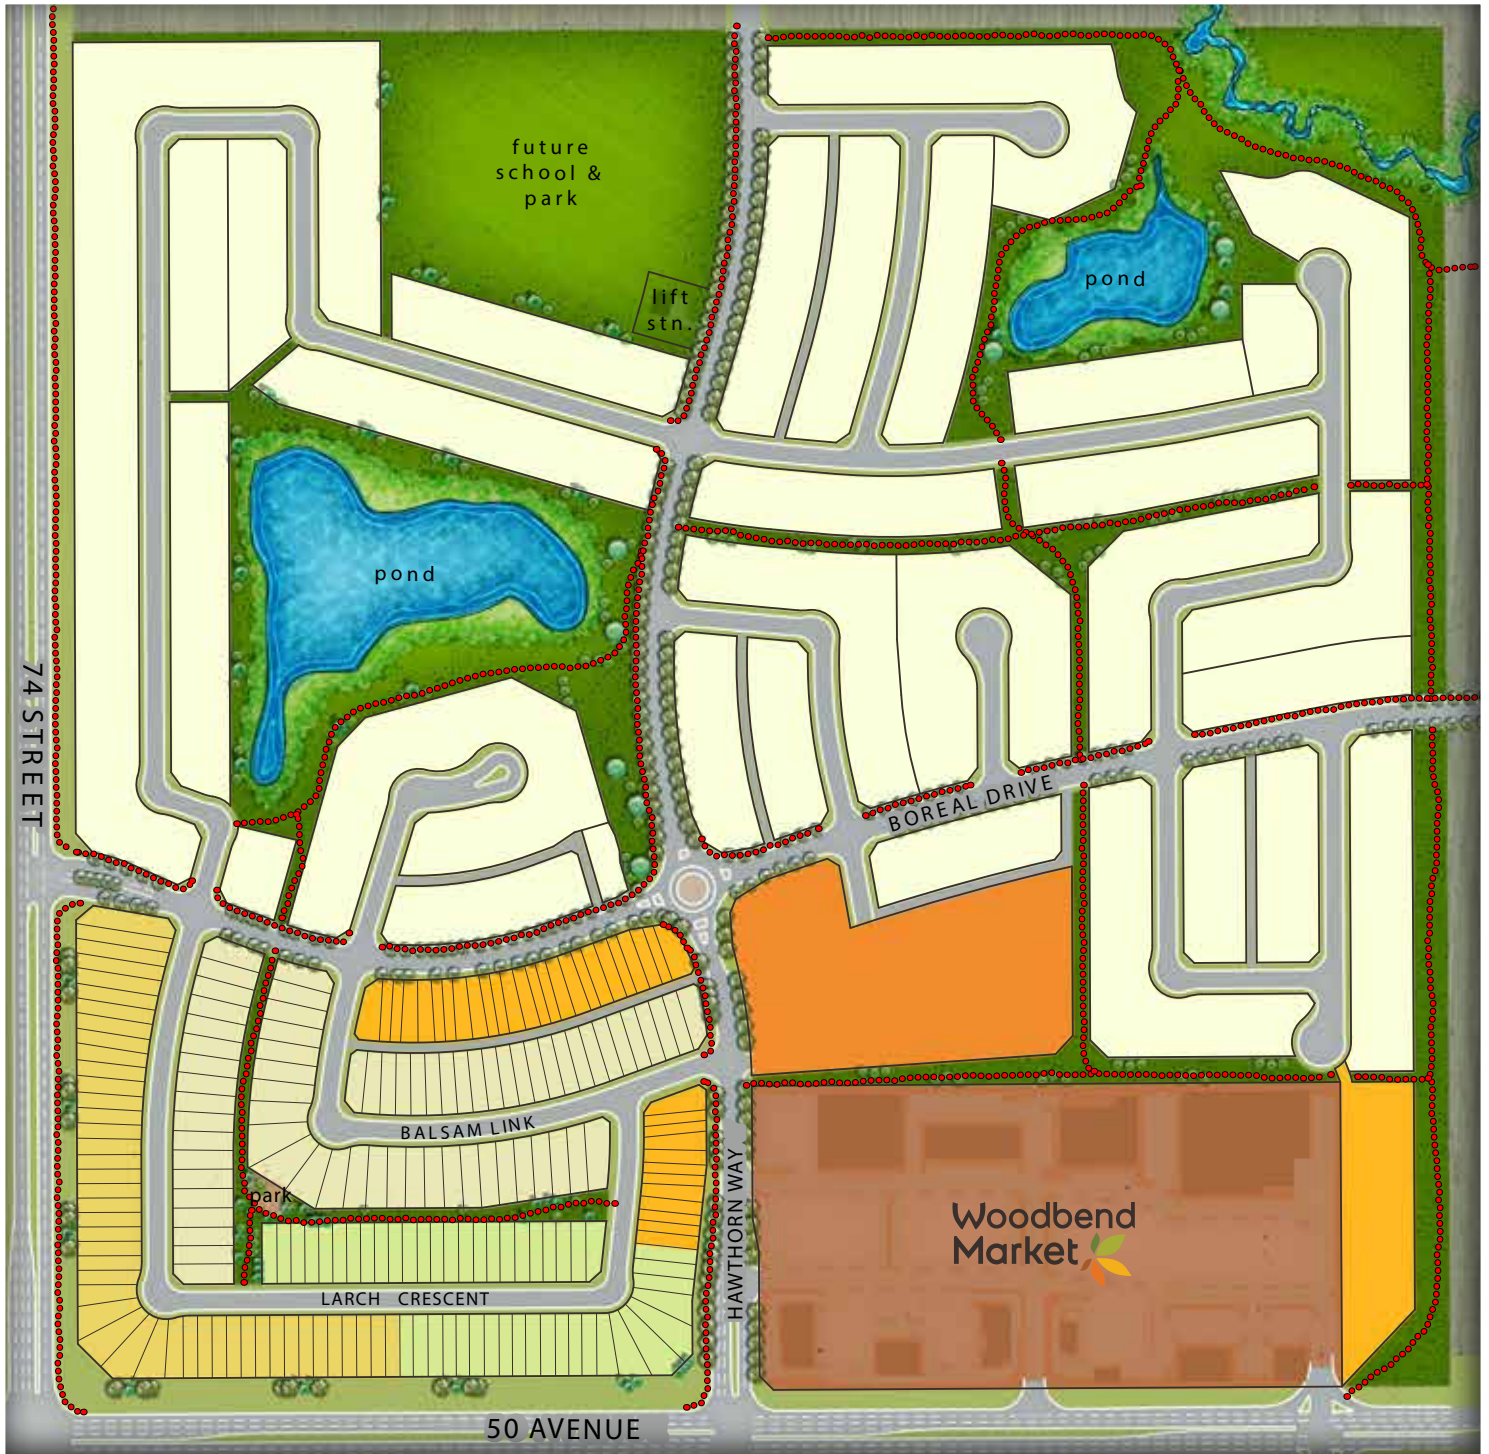 future
school &
park
lift
stn.
pond
pond
74 STREET
BOREAL DRIVE
BALSAM LINK
park
HAWTHORN WAY
Woodbend
Market
LARCH CRESCENT
50 AVENUE